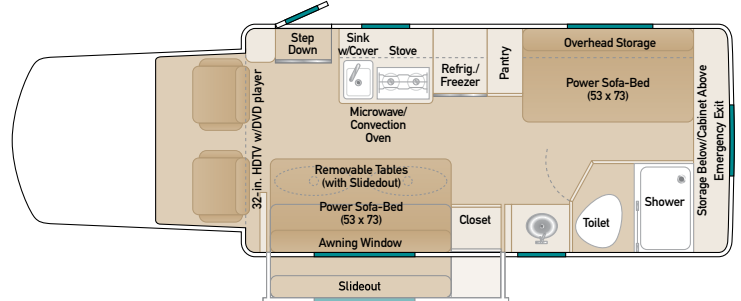 Step
Down
Sink
w/Cover
Stove
Refrig./
Freezer
Pantry
Overhead Storage
Power Sofa-Bed
(53 x 73)
Microwave/
Convection
Oven
32-in. HDTV w/DVD player
Storage Below/Cabinet Above
Emergency Exit
Removable Tables
(with Slideout)
Power Sofa-Bed
(53 x 73)
Awning Window
Closet
Toilet
Shower
Slideout